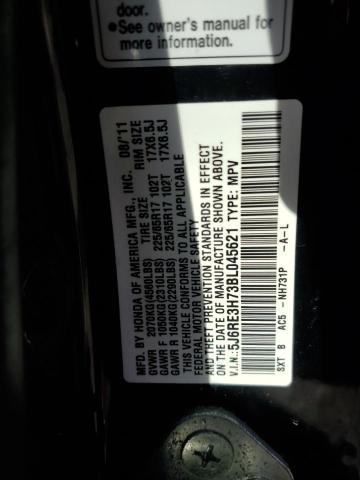 door.
●See owner's manual for
more information.
MFD. BY HONDA OF AMERICA MFG., INC. 08/'11
TIRE SIZE RIM SIZE
GVWR 2070KG(4560LBS)
GAWR F 1050KG(2310LBS) 225/65R17 102T 17X6.5J
GAWR R 1040KG(2290LBS) 225/65R17 102T 17X6.5J
THIS VEHICLE CONFORMS TO ALL APPLICABLE
FEDERAL MOTOR VEHICLE SAFETY
AND THEFT PREVENTION STANDARDS IN EFFECT
ON THE DATE OF MANUFACTURE SHOWN ABOVE.
V.I.N.: 5J6RE3H73BL045621 TYPE: MPV
SXT B AC5 -NH731P -A-L